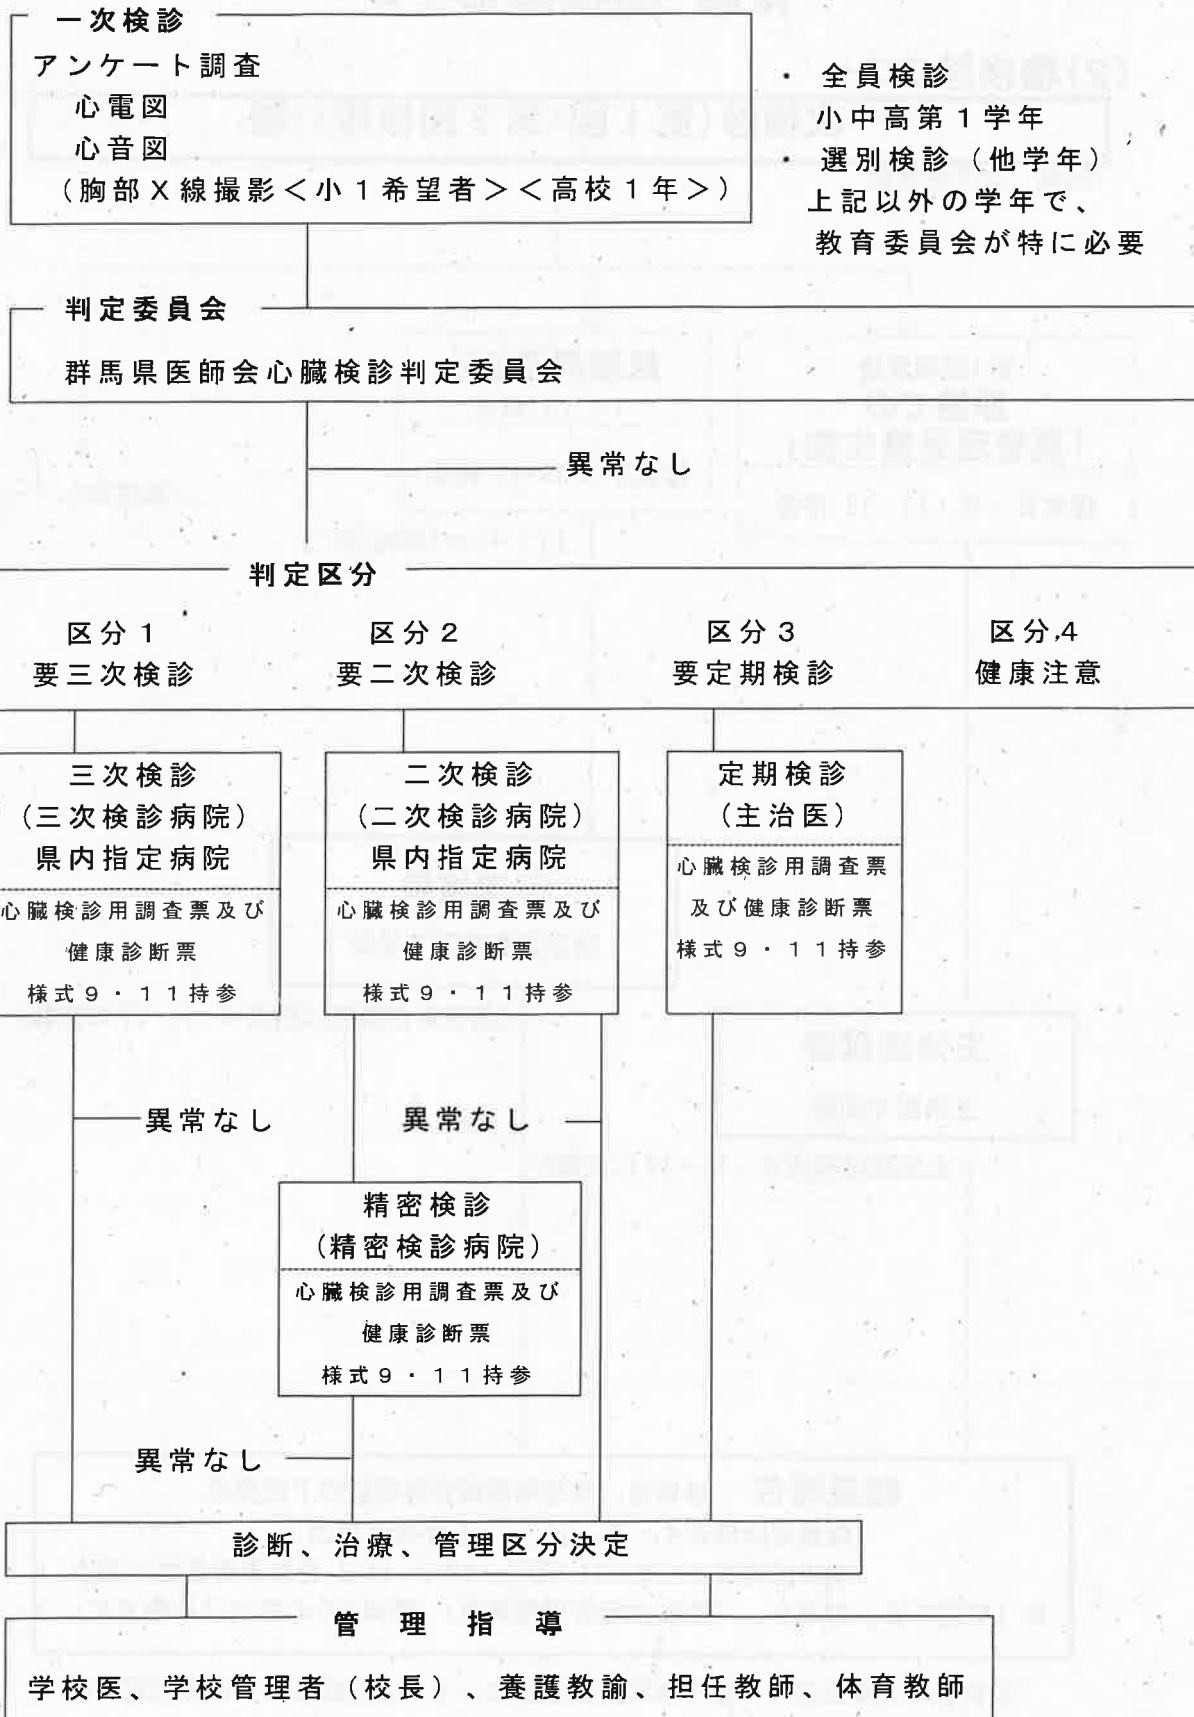 一次検診
アンケート調査
心電図
心音図
（胸部X線撮影＜小1希望者＞＜高校1年＞）
・ 全員検診
小中高第1学年
・ 選別検診（他学年）
上記以外の学年で、
教育委員会が特に必要
判定委員会
群馬県医師会心臓検診判定委員会
異常なし
判定区分
区分1
要三次検診
区分2
要二次検診
区分3
要定期検診
区分4
健康注意
三次検診
（三次検診病院）
県内指定病院
心臓検診用調査票及び
健康診断票
様式9・11持参
二次検診
（二次検診病院）
県内指定病院
心臓検診用調査票及び
健康診断票
様式9・11持参
定期検診
（主治医）
心臓検診用調査票
及び健康診断票
様式9・11持参
異常なし
異常なし
精密検診
（精密検診病院）
心臓検診用調査票及び
健康診断票
様式9・11持参
異常なし
診断、治療、管理区分決定
管理指導
学校医、学校管理者（校長）、養護教諭、担任教師、体育教師